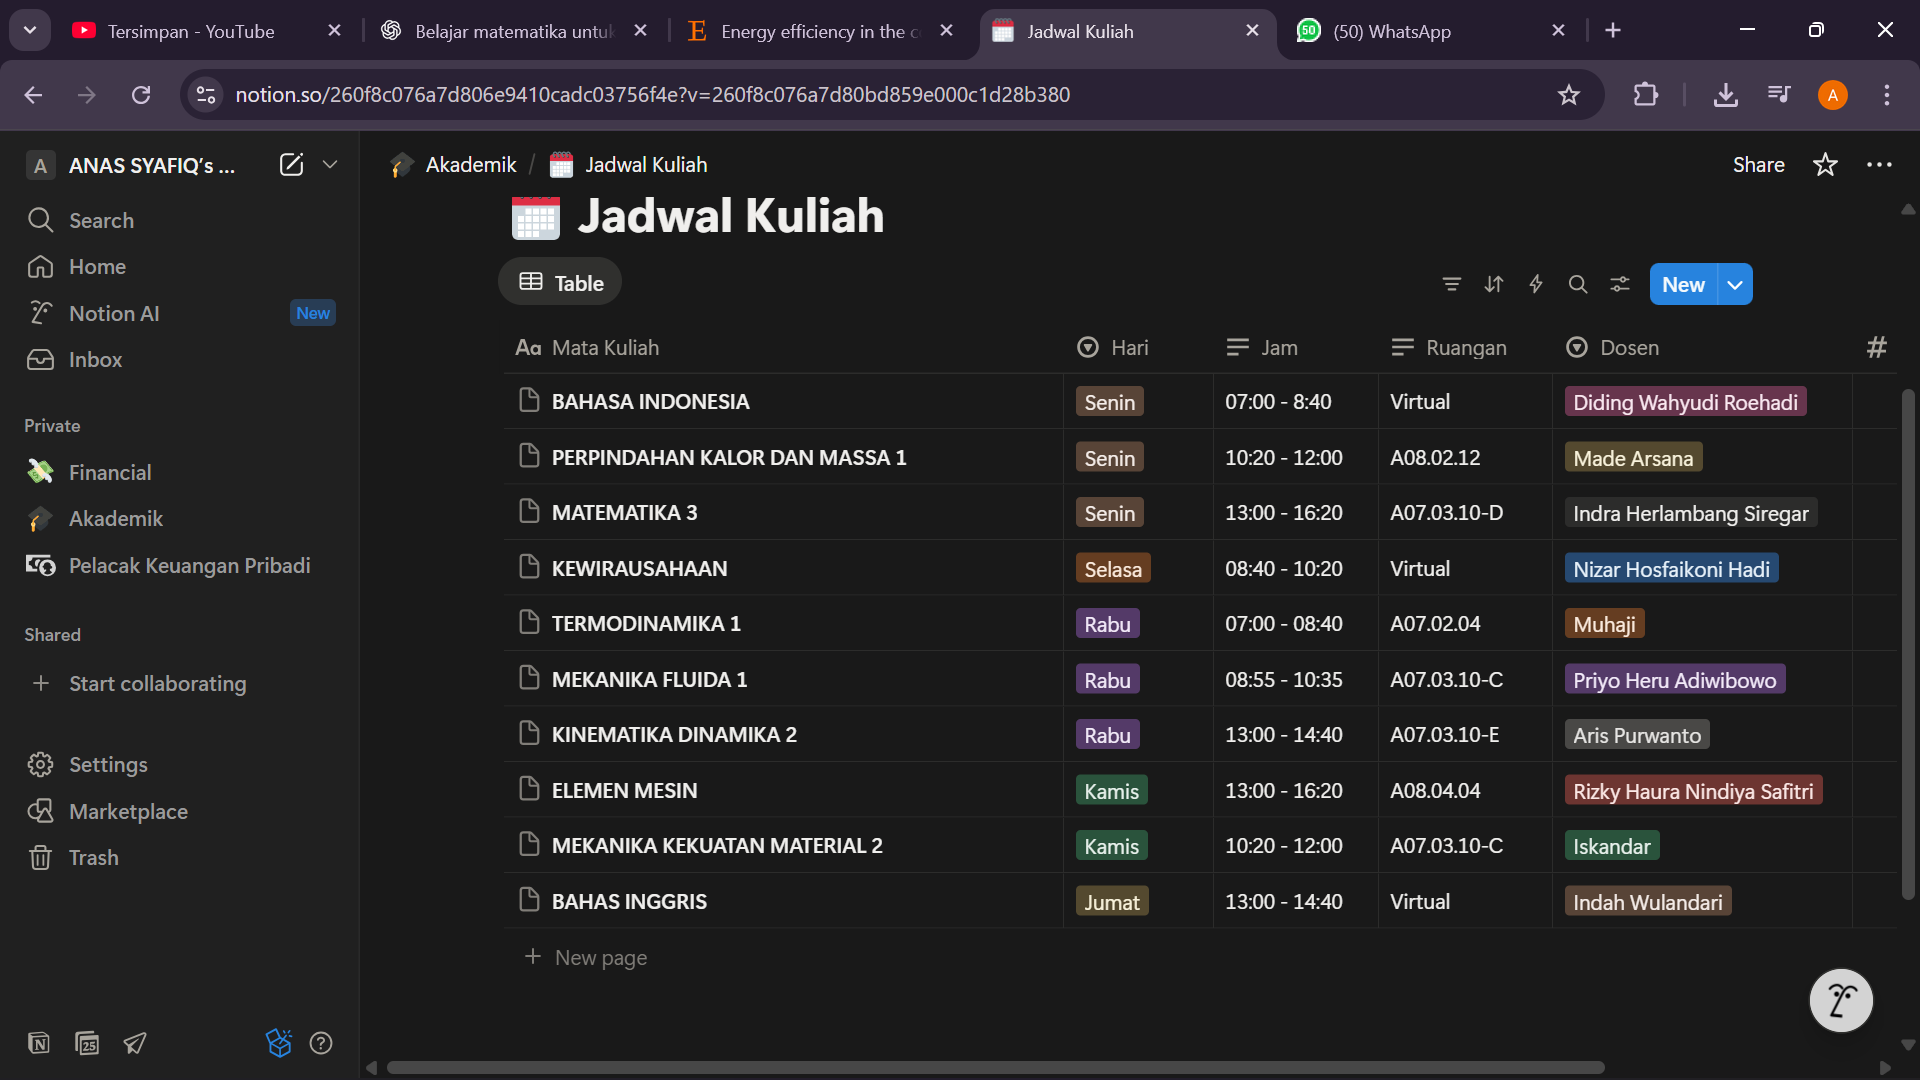 Tersimpan - YouTube
Belajar matematika untuk
Energy efficiency in the c
Jadwal Kuliah
50
(50) WhatsApp
notion.so/260f8c076a7d806e9410cadc03756f4e?v=260f8c076a7d80bd859e000c1d28b380
A
A
ANAS SYAFIQ's ...
Akademik / Jadwal Kuliah
Share
Search
Home
Notion AI
New
Inbox
Private
Financial
Akademik
Pelacak Keuangan Pribadi
Shared
Start collaborating
Settings
Marketplace
Trash
25
Jadwal Kuliah
Table
New
Aa Mata Kuliah Hari Jam Ruangan Dosen #
BAHASA INDONESIA Senin 07:00 - 8:40 Virtual Diding Wahyudi Roehadi
PERPINDAHAN KALOR DAN MASSA 1 Senin 10:20 - 12:00 A08.02.12 Made Arsana
MATEMATIKA 3 Senin 13:00 - 16:20 A07.03.10-D Indra Herlambang Siregar
KEWIRAUSAHAAN Selasa 08:40 - 10:20 Virtual Nizar Hosfaikoni Hadi
TERMODINAMIKA 1 Rabu 07:00 - 08:40 A07.02.04 Muhaji
MEKANIKA FLUIDA 1 Rabu 08:55 - 10:35 A07.03.10-C Priyo Heru Adiwibowo
KINEMATIKA DINAMIKA 2 Rabu 13:00 - 14:40 A07.03.10-E Aris Purwanto
ELEMEN MESIN Kamis 13:00 - 16:20 A08.04.04 Rizky Haura Nindiya Safitri
MEKANIKA KEKUATAN MATERIAL 2 Kamis 10:20 - 12:00 A07.03.10-C Iskandar
BAHAS INGGRIS Jumat 13:00 - 14:40 Virtual Indah Wulandari
New page